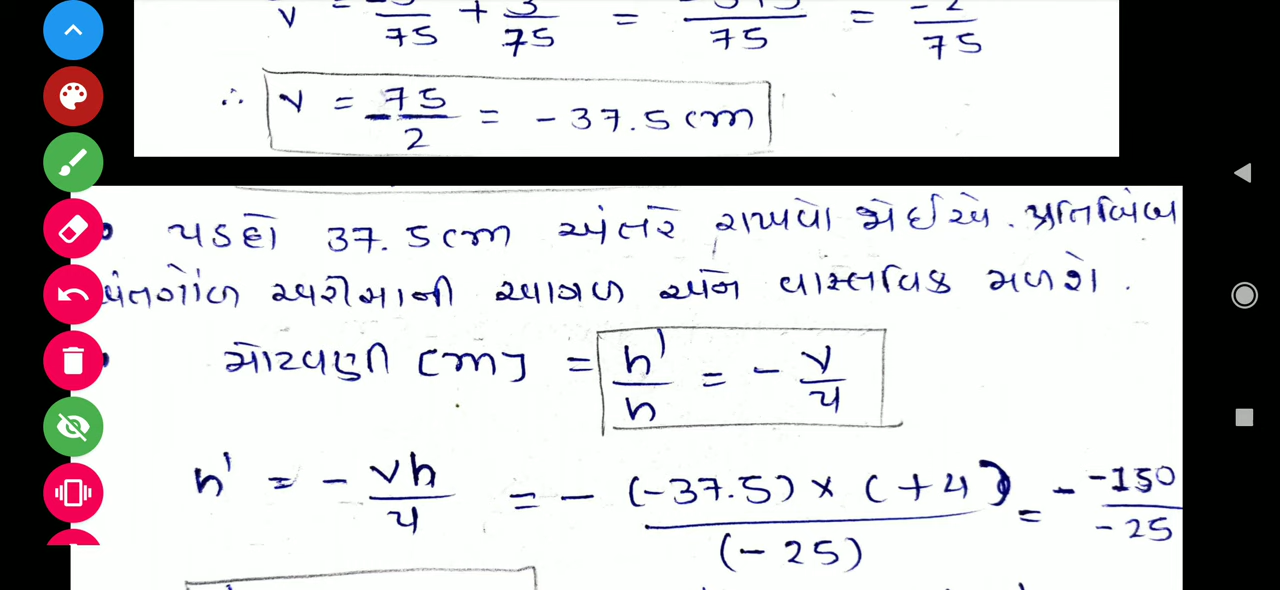 v = -5/75 + 3/75 = /75 = -2/75
∴ v = -75/2 = -37.5 cm
• પડદો 37.5 cm અંતરે રાખવો જોઈએ. પ્રતિબિંબ
અંતર્ગોળ અરીસાની આગળ અને વાસ્તવિક મળશે.
• મોટવણી (m) = h'/h = - v/u
h' = - vh/u = - (-37.5) × (+4)/(-25) = - -150/-25